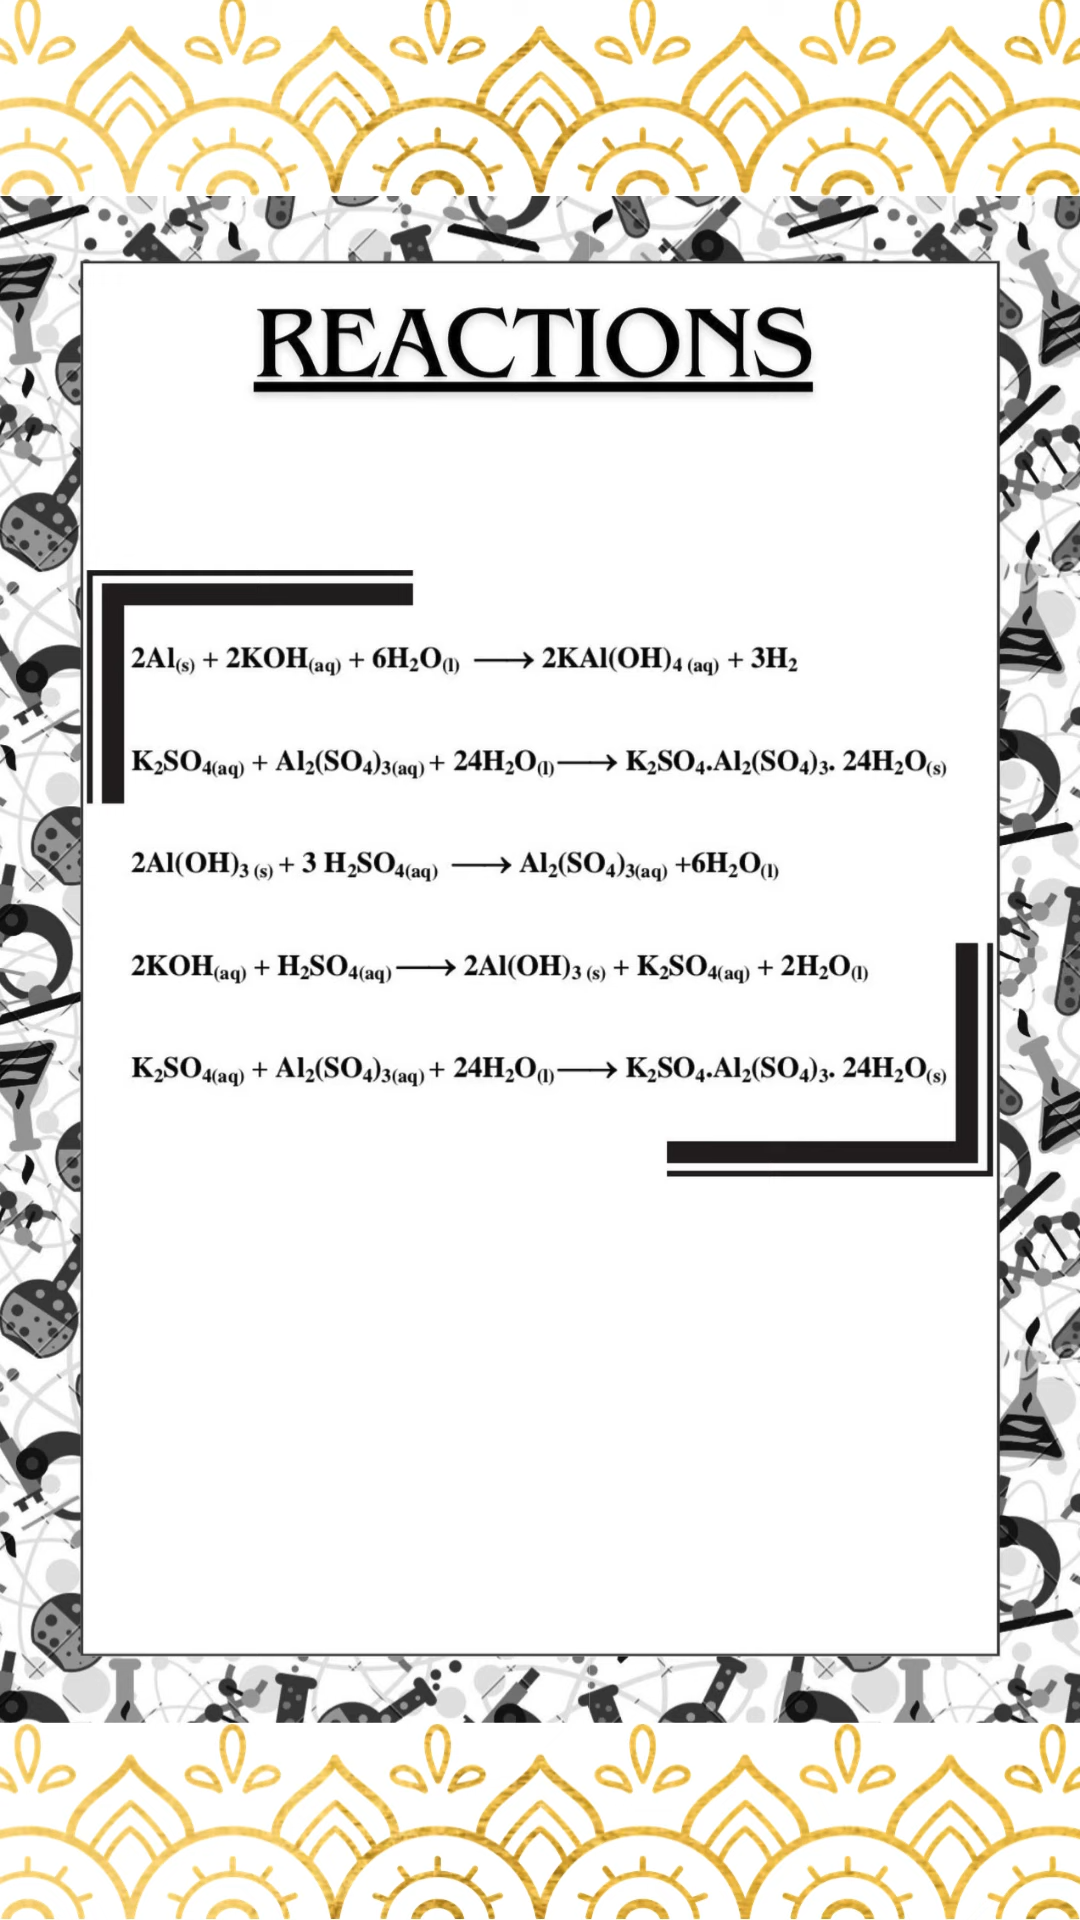 REACTIONS
2Al(s) + 2KOH(aq) + 6H₂O(l) ⟶ 2KAl(OH)₄ (aq) + 3H₂
K₂SO₄(aq) + Al₂(SO₄)₃(aq) + 24H₂O(l) ⟶ K₂SO₄.Al₂(SO₄)₃. 24H₂O(s)
2Al(OH)₃ (s) + 3 H₂SO₄(aq) ⟶ Al₂(SO₄)₃(aq) +6H₂O(l)
2KOH(aq) + H₂SO₄(aq) ⟶ 2Al(OH)₃ (s) + K₂SO₄(aq) + 2H₂O(l)
K₂SO₄(aq) + Al₂(SO₄)₃(aq) + 24H₂O(l) ⟶ K₂SO₄.Al₂(SO₄)₃. 24H₂O(s)